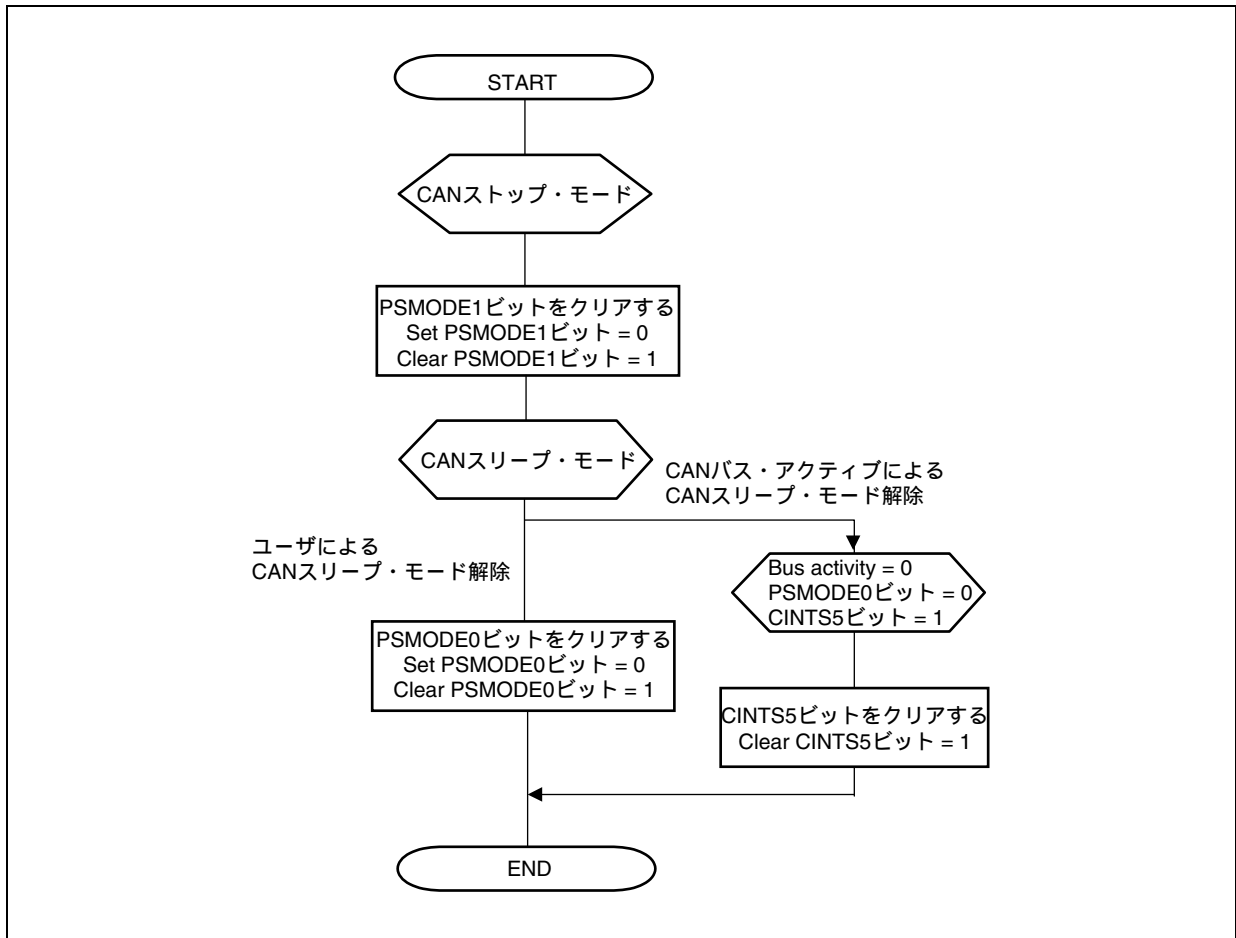 START
CANストップ・モード
PSMODE1ビットをクリアする
Set PSMODE1ビット = 0
Clear PSMODE1ビット = 1
CANスリープ・モード
CANバス・アクティブによる
CANスリープ・モード解除
ユーザによる
CANスリープ・モード解除
Bus activity = 0
PSMODE0ビット = 0
CINTS5ビット = 1
PSMODE0ビットをクリアする
Set PSMODE0ビット = 0
Clear PSMODE0ビット = 1
CINTS5ビットをクリアする
Clear CINTS5ビット = 1
END